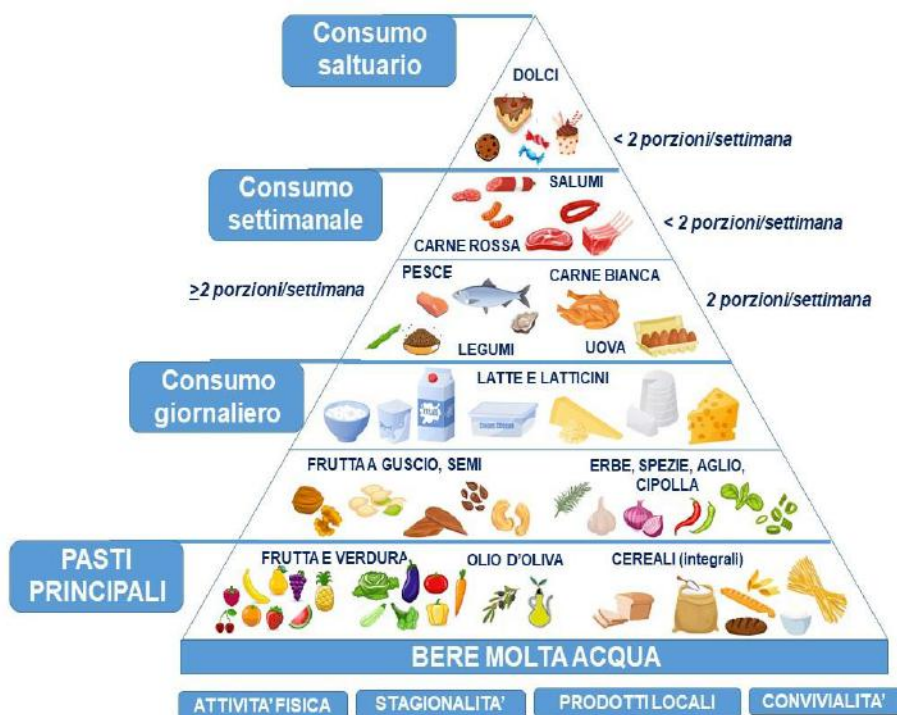 Consumo
saltuario
DOLCI
< 2 porzioni/settimana
Consumo
settimanale
SALUMI
< 2 porzioni/settimana
CARNE ROSSA
PESCE
CARNE BIANCA
≥2 porzioni/settimana
2 porzioni/settimana
LEGUMI
UOVA
Consumo
giornaliero
LATTE E LATTICINI
FRUTTA A GUSCIO, SEMI
ERBE, SPEZIE, AGLIO,
CIPOLLA
PASTI
PRINCIPALI
FRUTTA E VERDURA
OLIO D'OLIVA
CEREALI (integrali)
BERE MOLTA ACQUA
ATTIVITA' FISICA
STAGIONALITA'
PRODOTTI LOCALI
CONVIVIALITA'